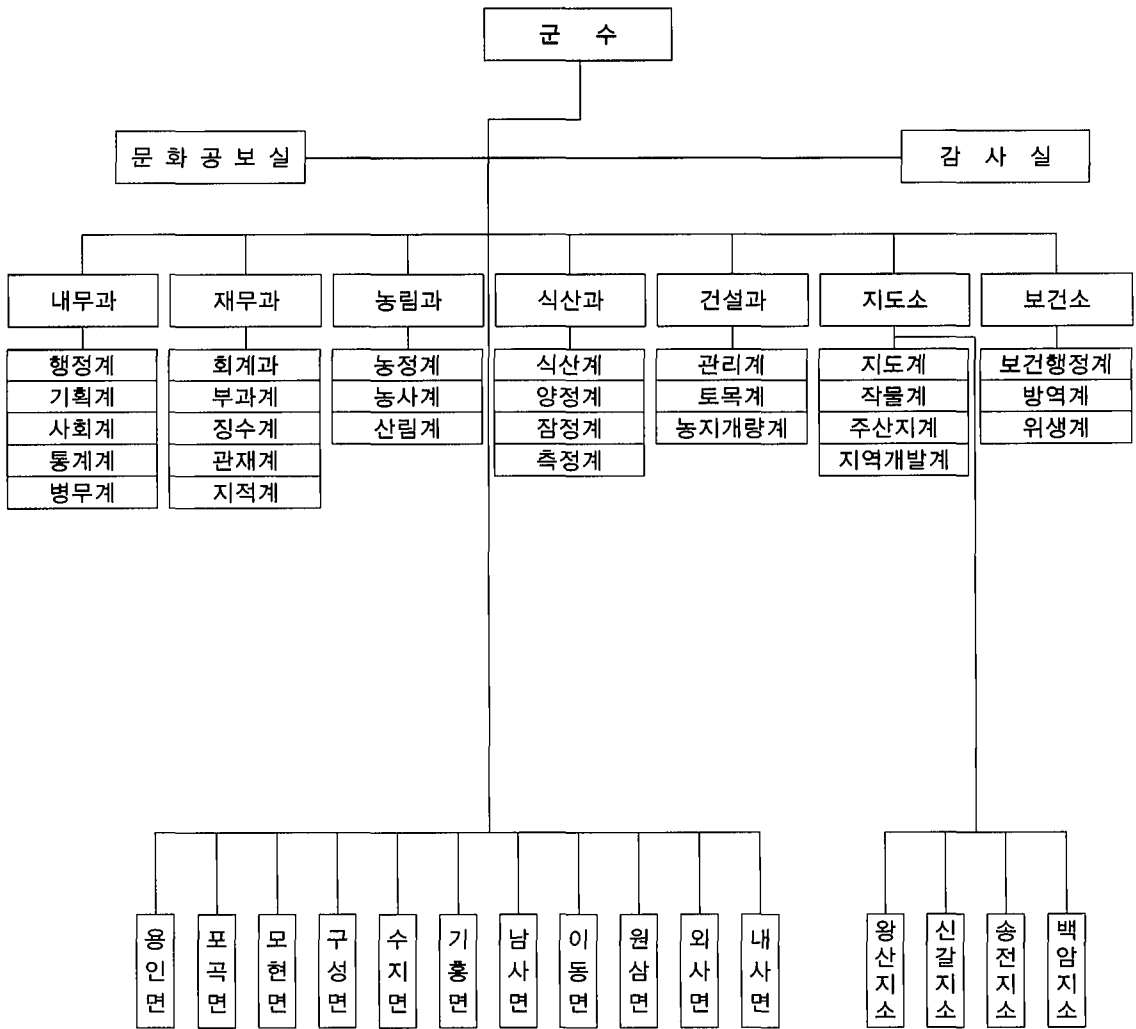 군 수
문 화 공 보 실
감 사 실
내무과
재무과
농림과
식산과
건설과
지도소
보건소
행정계
기획계
사회계
통계계
병무계
회계과
부과계
징수계
관재계
지적계
농정계
농사계
산림계
식산계
양정계
잠정계
측정계
관리계
토목계
농지개량계
지도계
작물계
주산지계
지역개발계
보건행정계
방역계
위생계
용인면
포곡면
모현면
구성면
수지면
기흥면
남사면
이동면
원삼면
외사면
내사면
왕산지소
신갈지소
송전지소
백암지소